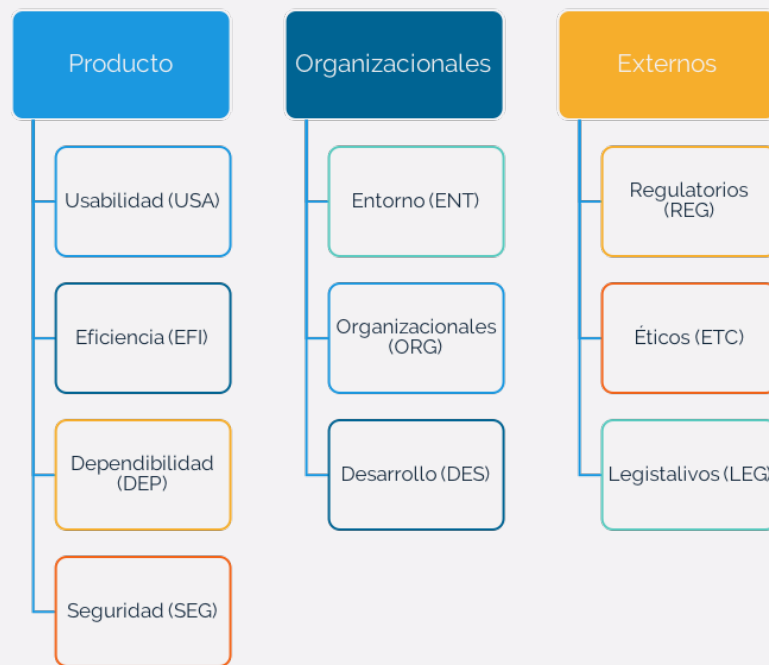 Producto
Usabilidad (USA)
Eficiencia (EFI)
Dependibilidad
(DEP)
Seguridad (SEG)
Organizacionales
Entorno (ENT)
Organizacionales
(ORG)
Desarrollo (DES)
Externos
Regulatorios
(REG)
Éticos (ETC)
Legistalivos (LEG)